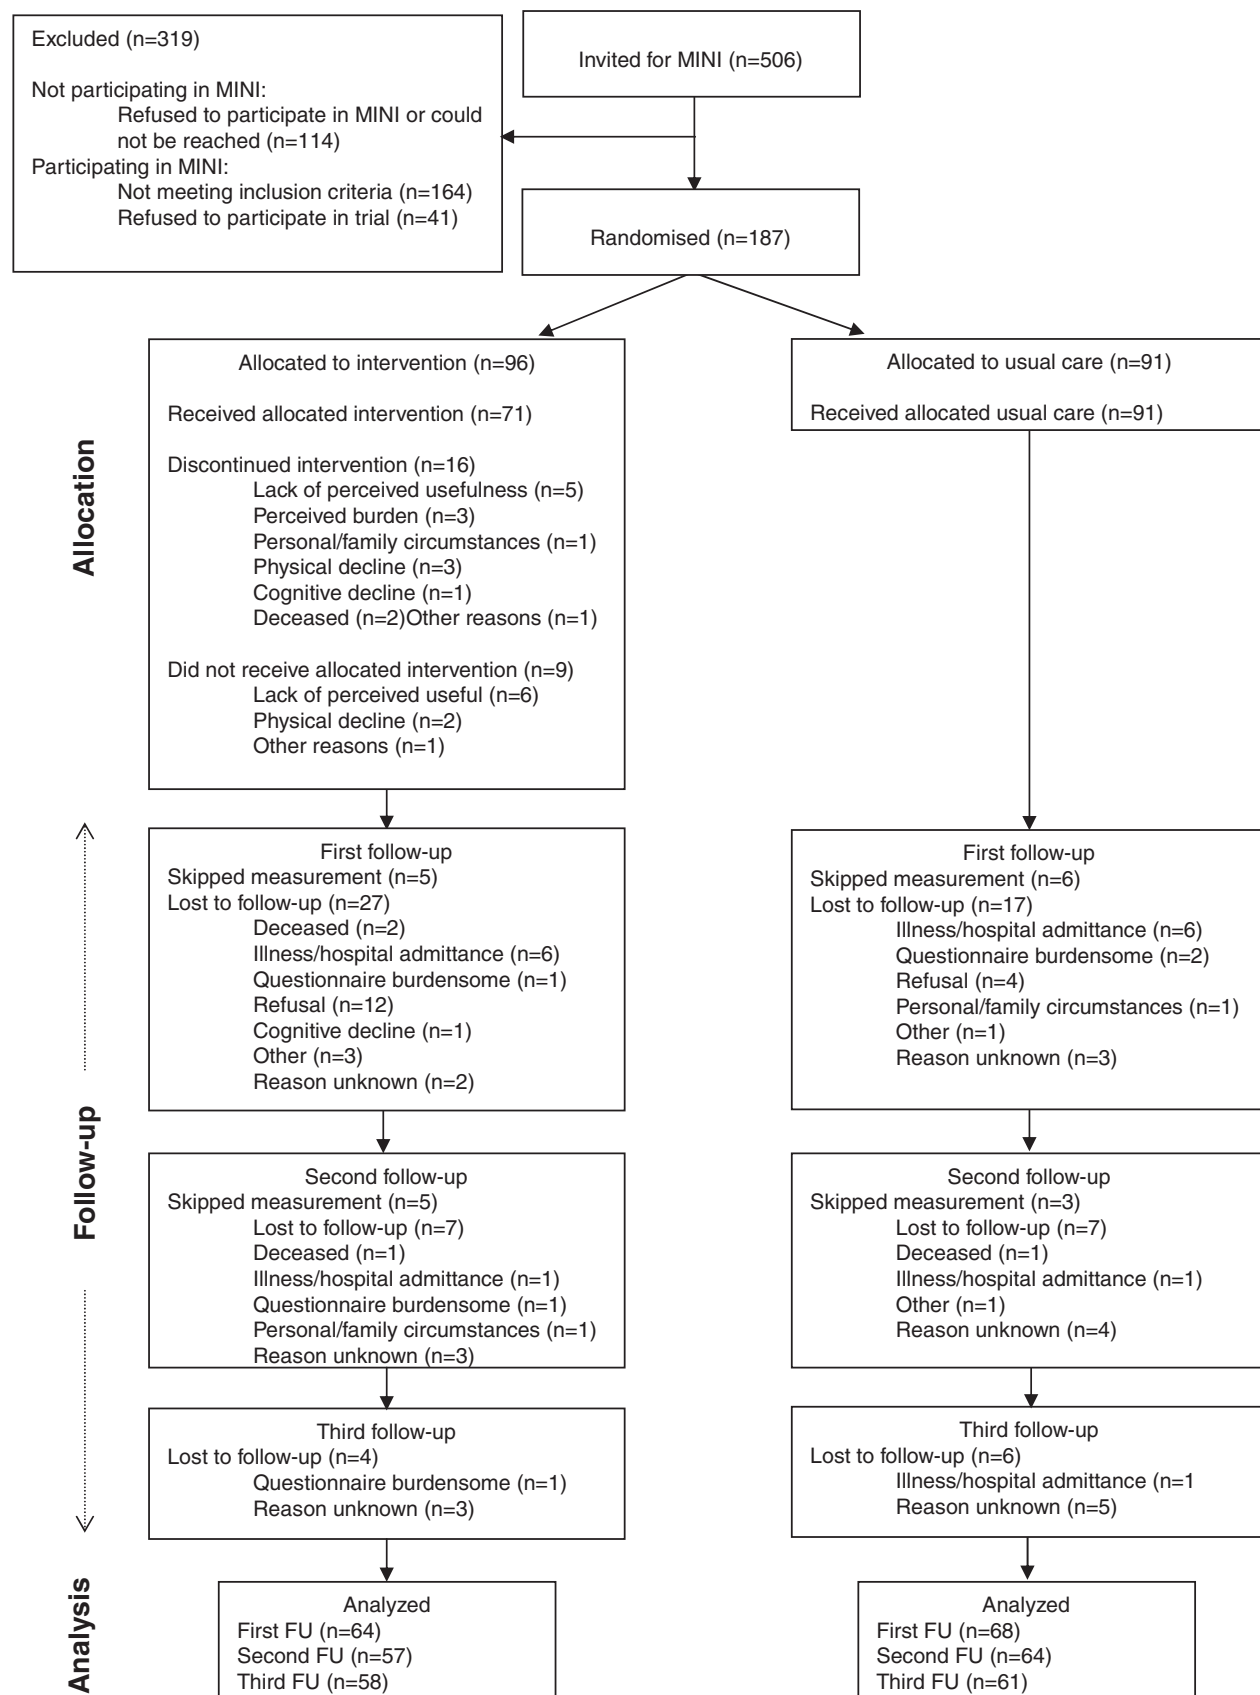 Excluded (n=319)
Not participating in MINI:
Refused to participate in MINI or could
not be reached (n=114)
Participating in MINI:
Not meeting inclusion criteria (n=164)
Refused to participate in trial (n=41)
Invited for MINI (n=506)
Randomised (n=187)
Allocation
Allocated to intervention (n=96)
Received allocated intervention (n=71)
Discontinued intervention (n=16)
Lack of perceived usefulness (n=5)
Perceived burden (n=3)
Personal/family circumstances (n=1)
Physical decline (n=3)
Cognitive decline (n=1)
Deceased (n=2)Other reasons (n=1)
Did not receive allocated intervention (n=9)
Lack of perceived useful (n=6)
Physical decline (n=2)
Other reasons (n=1)
Allocated to usual care (n=91)
Received allocated usual care (n=91)
Follow-up
First follow-up
Skipped measurement (n=5)
Lost to follow-up (n=27)
Deceased (n=2)
Illness/hospital admittance (n=6)
Questionnaire burdensome (n=1)
Refusal (n=12)
Cognitive decline (n=1)
Other (n=3)
Reason unknown (n=2)
First follow-up
Skipped measurement (n=6)
Lost to follow-up (n=17)
Illness/hospital admittance (n=6)
Questionnaire burdensome (n=2)
Refusal (n=4)
Personal/family circumstances (n=1)
Other (n=1)
Reason unknown (n=3)
Second follow-up
Skipped measurement (n=5)
Lost to follow-up (n=7)
Deceased (n=1)
Illness/hospital admittance (n=1)
Questionnaire burdensome (n=1)
Personal/family circumstances (n=1)
Reason unknown (n=3)
Second follow-up
Skipped measurement (n=3)
Lost to follow-up (n=7)
Deceased (n=1)
Illness/hospital admittance (n=1)
Other (n=1)
Reason unknown (n=4)
Third follow-up
Lost to follow-up (n=4)
Questionnaire burdensome (n=1)
Reason unknown (n=3)
Third follow-up
Lost to follow-up (n=6)
Illness/hospital admittance (n=1
Reason unknown (n=5)
Analysis
Analyzed
First FU (n=64)
Second FU (n=57)
Third FU (n=58)
Analyzed
First FU (n=68)
Second FU (n=64)
Third FU (n=61)